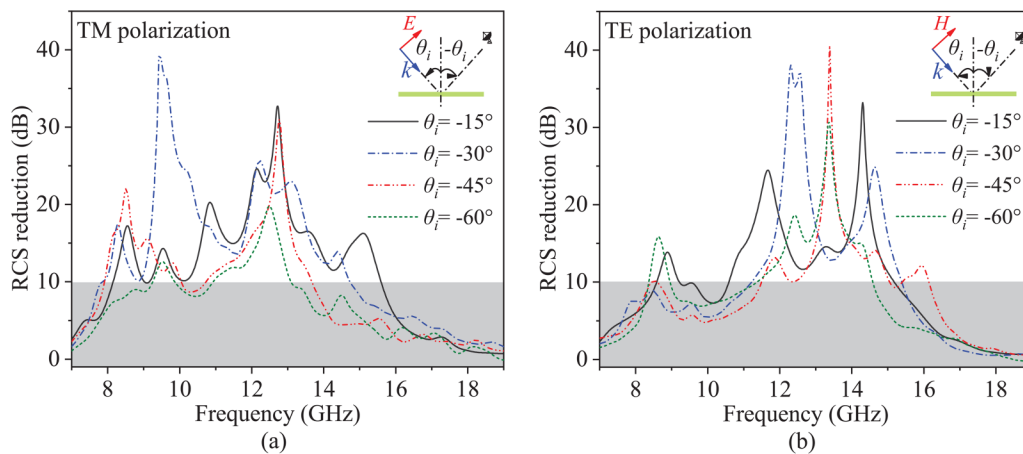 TM polarization
E
θi
-θi
k
θi= -15°
θi= -30°
θi= -45°
θi= -60°
RCS reduction (dB)
40
30
20
10
0
8
10
12
14
16
18
Frequency (GHz)
(a)
TE polarization
H
θi
-θi
k
θi= -15°
θi= -30°
θi= -45°
θi= -60°
RCS reduction (dB)
40
30
20
10
0
8
10
12
14
16
18
Frequency (GHz)
(b)